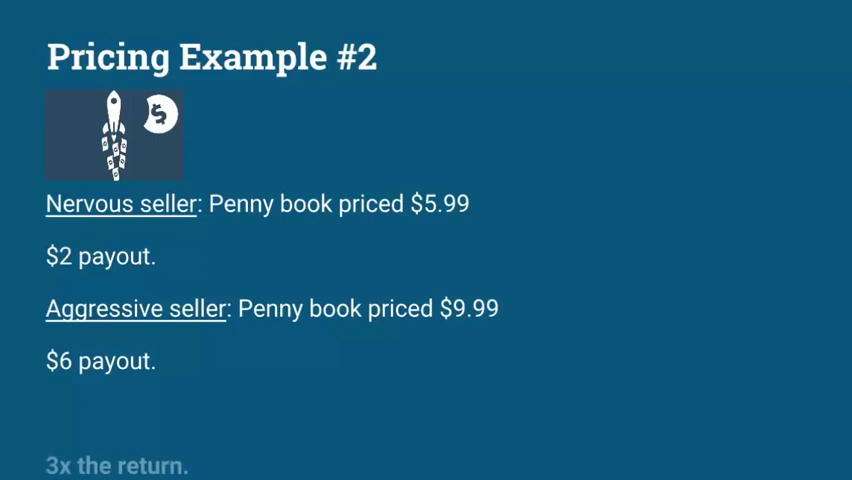 Pricing Example #2
$
Nervous seller: Penny book priced $5.99
$2 payout.
Aggressive seller: Penny book priced $9.99
$6 payout.
3x the return.